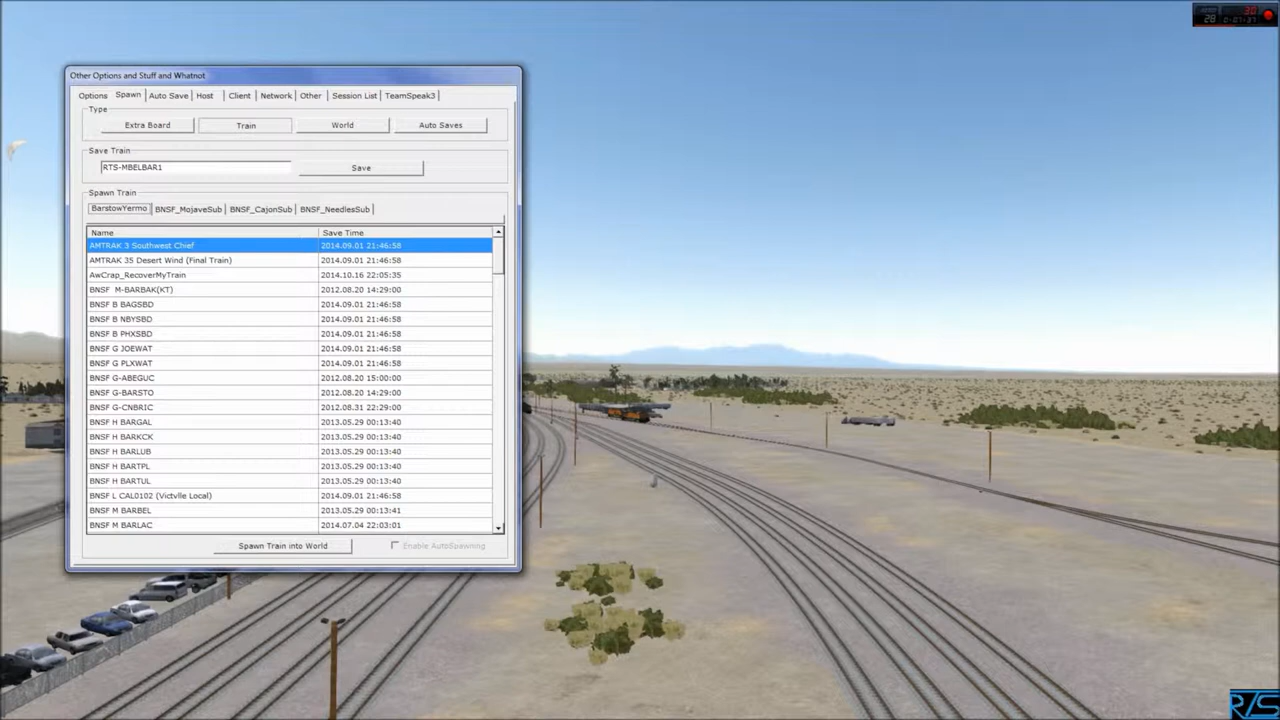 30
28
0:07:37
Other Options and Stuff and Whatnot
Options Spawn Auto Save Host Client Network Other Session List TeamSpeak3
Type
Extra Board Train World Auto Saves
Save Train
RTS-MBELBAR1 Save
Spawn Train
BarstowYermo BNSF_MojaveSub BNSF_CajonSub BNSF_NeedlesSub
Name Save Time
AMTRAK 3 Southwest Chief 2014.09.01 21:46:58
AMTRAK 35 Desert Wind (Final Train) 2014.09.01 21:46:58
AwCrap_RecoverMyTrain 2014.10.16 22:05:35
BNSF  M-BARBAK(KT) 2012.08.20 14:29:00
BNSF B BAGSBD 2014.09.01 21:46:58
BNSF B NBYSBD 2014.09.01 21:46:58
BNSF B PHXSBD 2014.09.01 21:46:58
BNSF G JOEWAT 2014.09.01 21:46:58
BNSF G PLXWAT 2014.09.01 21:46:58
BNSF G-ABEGUC 2012.08.20 15:00:00
BNSF G-BARSTO 2012.08.20 14:29:00
BNSF G-CNBRIC 2012.08.31 22:29:00
BNSF H BARGAL 2013.05.29 00:13:40
BNSF H BARKCK 2013.05.29 00:13:40
BNSF H BARLUB 2013.05.29 00:13:40
BNSF H BARTPL 2013.05.29 00:13:40
BNSF H BARTUL 2013.05.29 00:13:40
BNSF L CAL0102 (Victvlle Local) 2014.09.01 21:46:58
BNSF M BARBEL 2013.05.29 00:13:41
BNSF M BARLAC 2014.07.04 22:03:01
Spawn Train into World Enable AutoSpawning
R7S